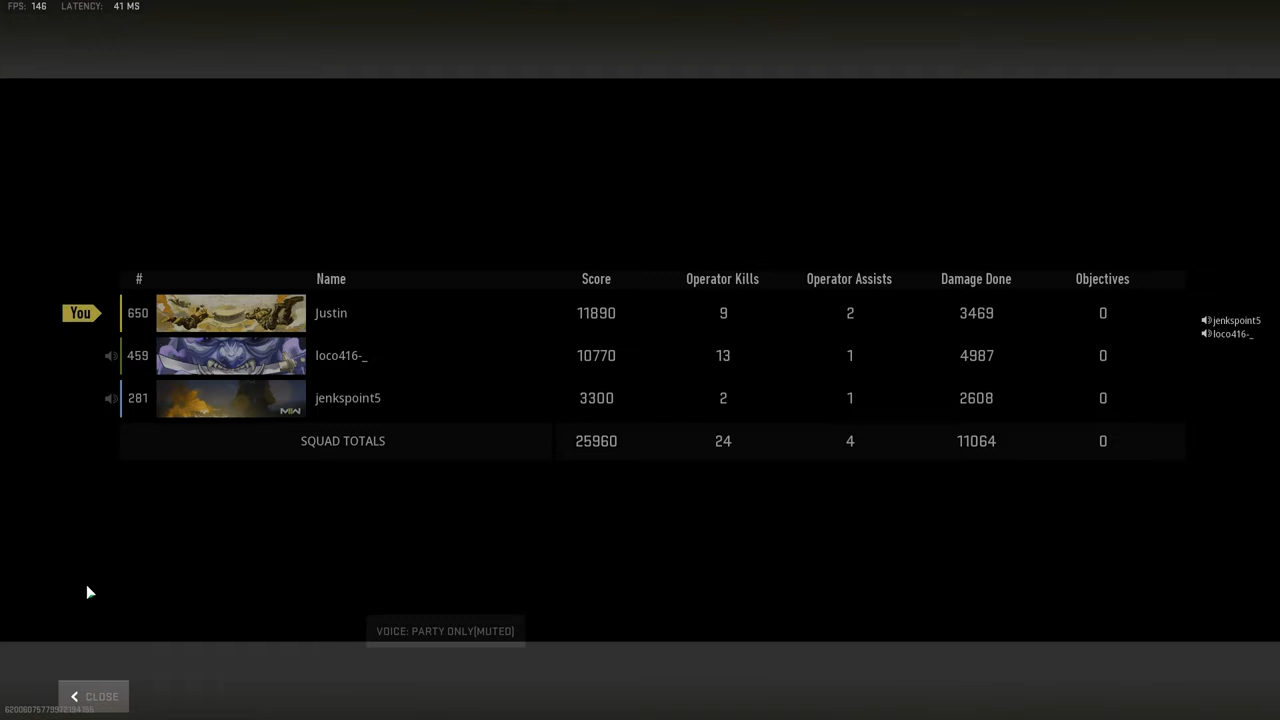 FPS: 146 LATENCY: 41 MS
# Name Score Operator Kills Operator Assists Damage Done Objectives
You 650 Justin 11890 9 2 3469 0
jenkspoint5
loco416-_
459 loco416-_ 10770 13 1 4987 0
281 MW jenkspoint5 3300 2 1 2608 0
SQUAD TOTALS 25960 24 4 11064 0
VOICE: PARTY ONLY(MUTED)
CLOSE